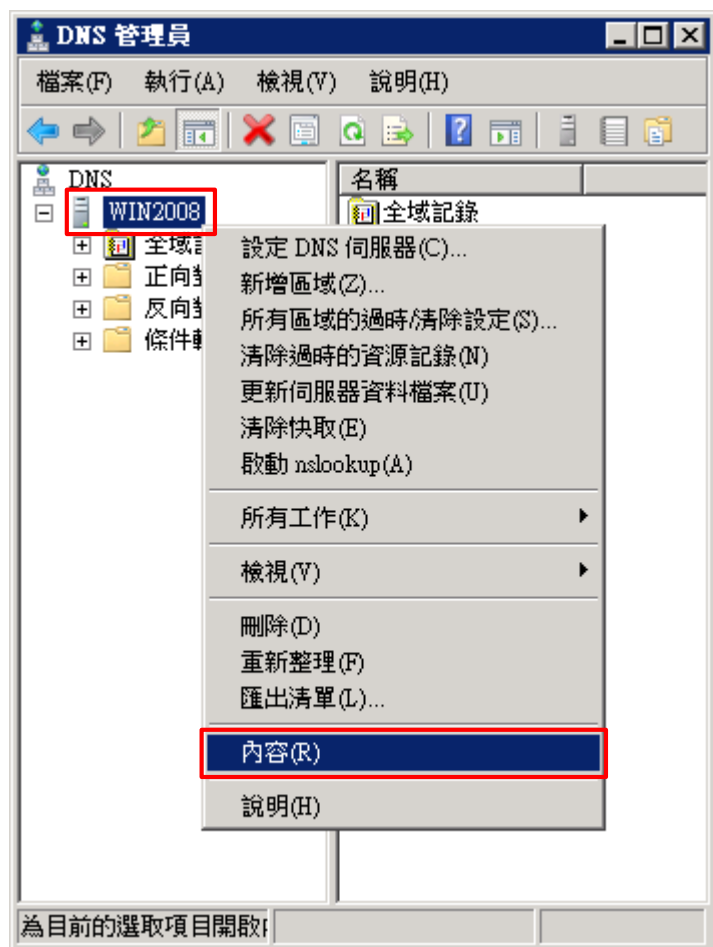 DNS 管理員
檔案(F) 執行(A) 檢視(V) 說明(H)
DNS
WIN2008
全域
正向
反向
條件
名稱
全域記錄
設定 DNS 伺服器(C)...
新增區域(Z)...
所有區域的過時/清除設定(S)...
清除過時的資源記錄(N)
更新伺服器資料檔案(U)
清除快取(E)
啟動 nslookup(A)
所有工作(K)
檢視(V)
刪除(D)
重新整理(F)
匯出清單(L)...
內容(R)
說明(H)
為目前的選取項目開啟